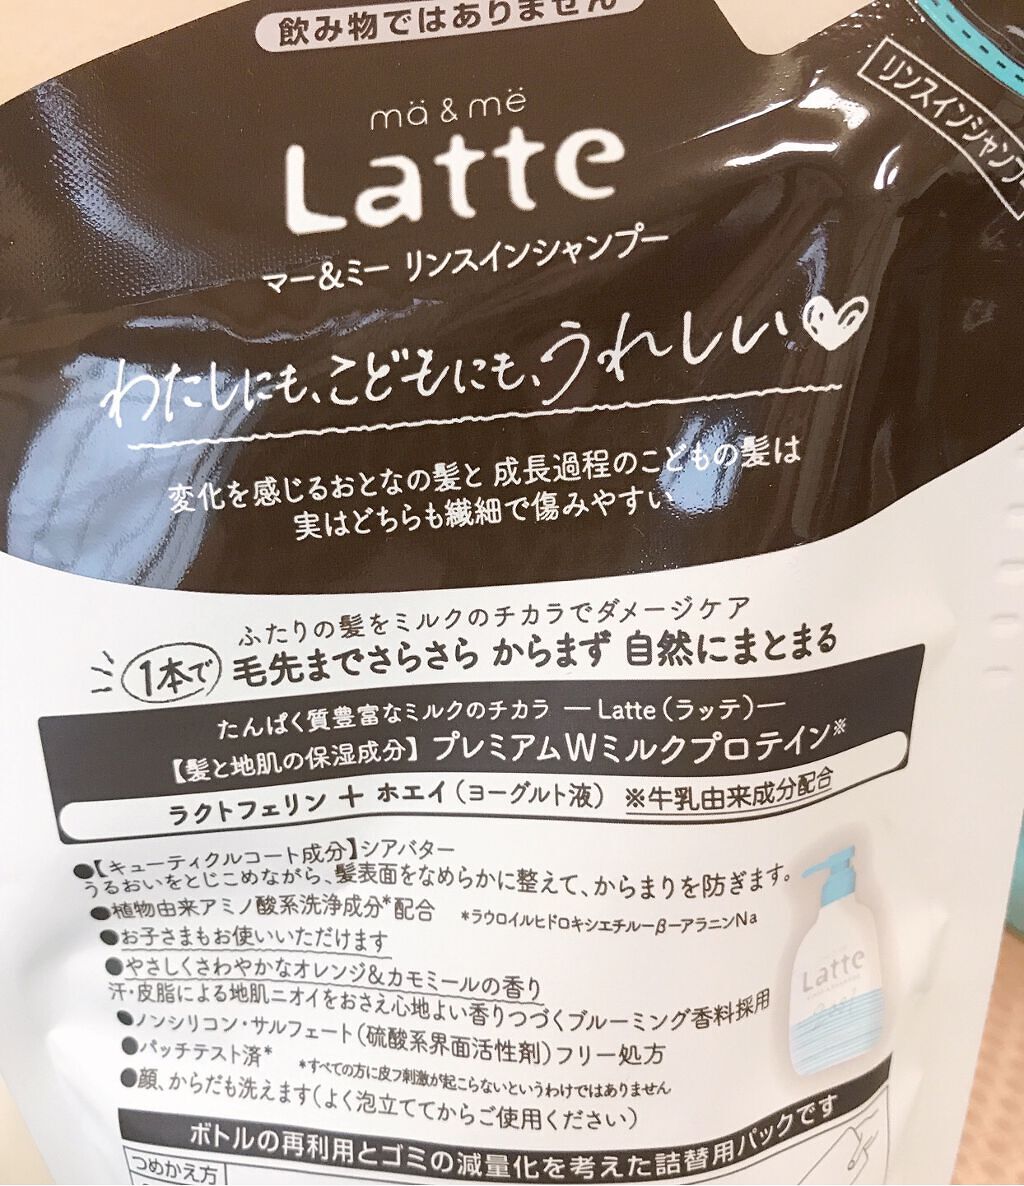 飲み物ではありません
リンスインシャンプー
mä & më
Latte
マー&ミー リンスインシャンプー
わたしにも、こどもにも、うれしい
変化を感じるおとなの髪と 成長過程のこどもの髪は
実はどちらも繊細で傷みやすい
ふたりの髪をミルクのチカラでダメージケア
1本で 毛先までさらさら からまず 自然にまとまる
たんぱく質豊富なミルクのチカラ ―Latte(ラッテ)―
【髪と地肌の保湿成分】プレミアムWミルクプロテイン※
ラクトフェリン + ホエイ(ヨーグルト液) ※牛乳由来成分配合
●【キューティクルコート成分】シアバター
うるおいをとじこめながら、髪表面をなめらかに整えて、からまりを防ぎます。
●植物由来アミノ酸系洗浄成分*配合 *ラウロイルヒドロキシエチル-β-アラニンNa
●お子さまもお使いいただけます
●やさしくさわやかなオレンジ&カモミールの香り
汗・皮脂による地肌ニオイをおさえ心地よい香りつづくブルーミング香料採用
●ノンシリコン・サルフェート(硫酸系界面活性剤)フリー処方
●パッチテスト済* *すべての方に皮フ刺激が起こらないというわけではありません
●顔、からだも洗えます(よく泡立ててからご使用ください)
Latte
ボトルの再利用とゴミの減量化を考えた詰替用パックです
つめかえ方